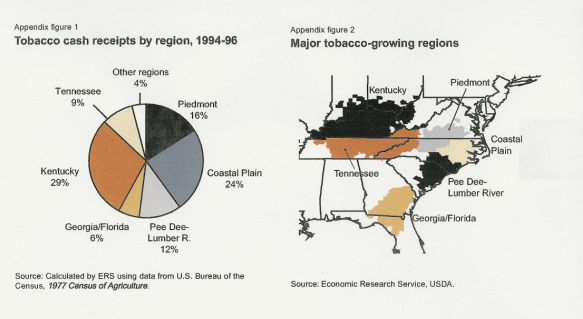 Appendix figure 1
Tobacco cash receipts by region, 1994-96
Other regions
4%
Tennessee
9%
Piedmont
16%
Kentucky
29%
Coastal Plain
24%
Georgia/Florida
6%
Pee Dee-
Lumber R.
12%
Source: Calculated by ERS using data from U.S. Bureau of the
Census, 1977 Census of Agriculture.
Appendix figure 2
Major tobacco-growing regions
Kentucky
Piedmont
Coastal
Plain
Tennessee
Pee Dee-
Lumber River
Georgia/Florida
Source: Economic Research Service, USDA.